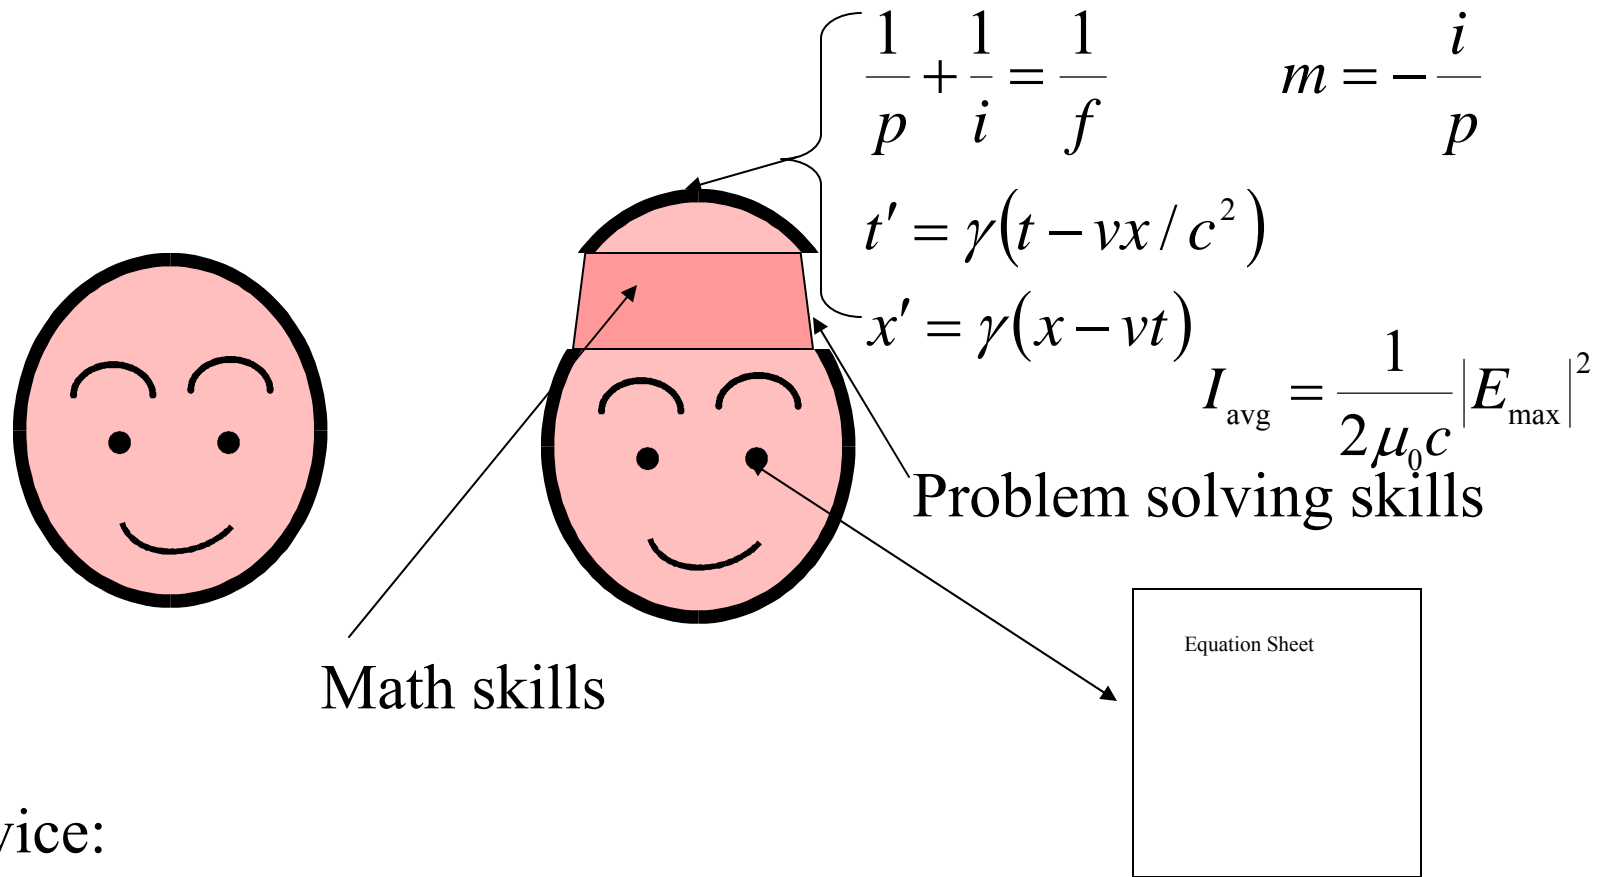 1/p + 1/i = 1/f
m = − i/p
t′ = γ(t − vx / c²)
x′ = γ(x − vt)
I_avg = 1/(2μ₀c) |E_max|²
Problem solving skills
Equation Sheet
Math skills
vice: